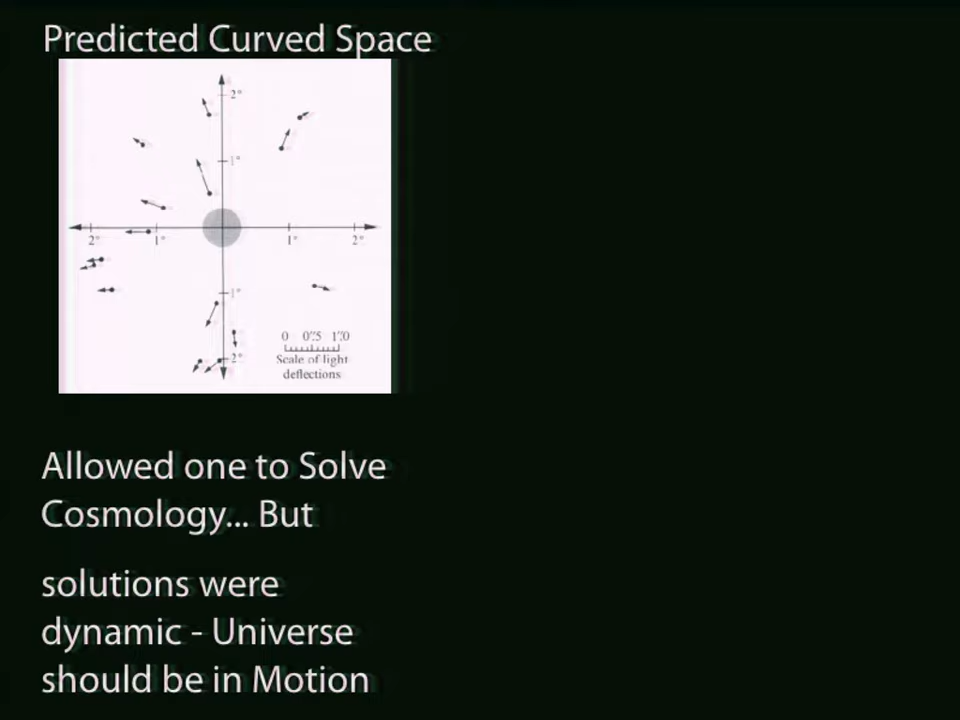 Predicted Curved Space
2°
1°
2° 1° 1° 2°
1°
0 0".5 1".0
Scale of light
deflections
2°
Allowed one to Solve
Cosmology... But
solutions were
dynamic - Universe
should be in Motion